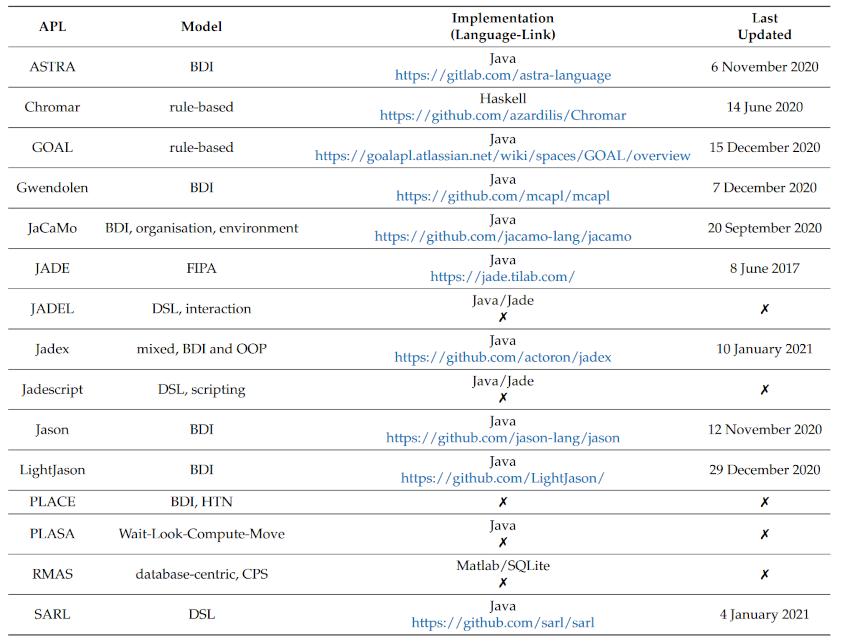 APL Model Implementation (Language-Link) Last Updated
ASTRA BDI Java https://gitlab.com/astra-language 6 November 2020
Chromar rule-based Haskell https://github.com/azardilis/Chromar 14 June 2020
GOAL rule-based Java https://goalapl.atlassian.net/wiki/spaces/GOAL/overview 15 December 2020
Gwendolen BDI Java https://github.com/mcapl/mcapl 7 December 2020
JaCaMo BDI, organisation, environment Java https://github.com/jacamo-lang/jacamo 20 September 2020
JADE FIPA Java https://jade.tilab.com/ 8 June 2017
JADEL DSL, interaction Java/Jade ✗ ✗
Jadex mixed, BDI and OOP Java https://github.com/actoron/jadex 10 January 2021
Jadescript DSL, scripting Java/Jade ✗ ✗
Jason BDI Java https://github.com/jason-lang/jason 12 November 2020
LightJason BDI Java https://github.com/LightJason/ 29 December 2020
PLACE BDI, HTN ✗ ✗
PLASA Wait-Look-Compute-Move Java ✗ ✗
RMAS database-centric, CPS Matlab/SQLite ✗ ✗
SARL DSL Java https://github.com/sarl/sarl 4 January 2021